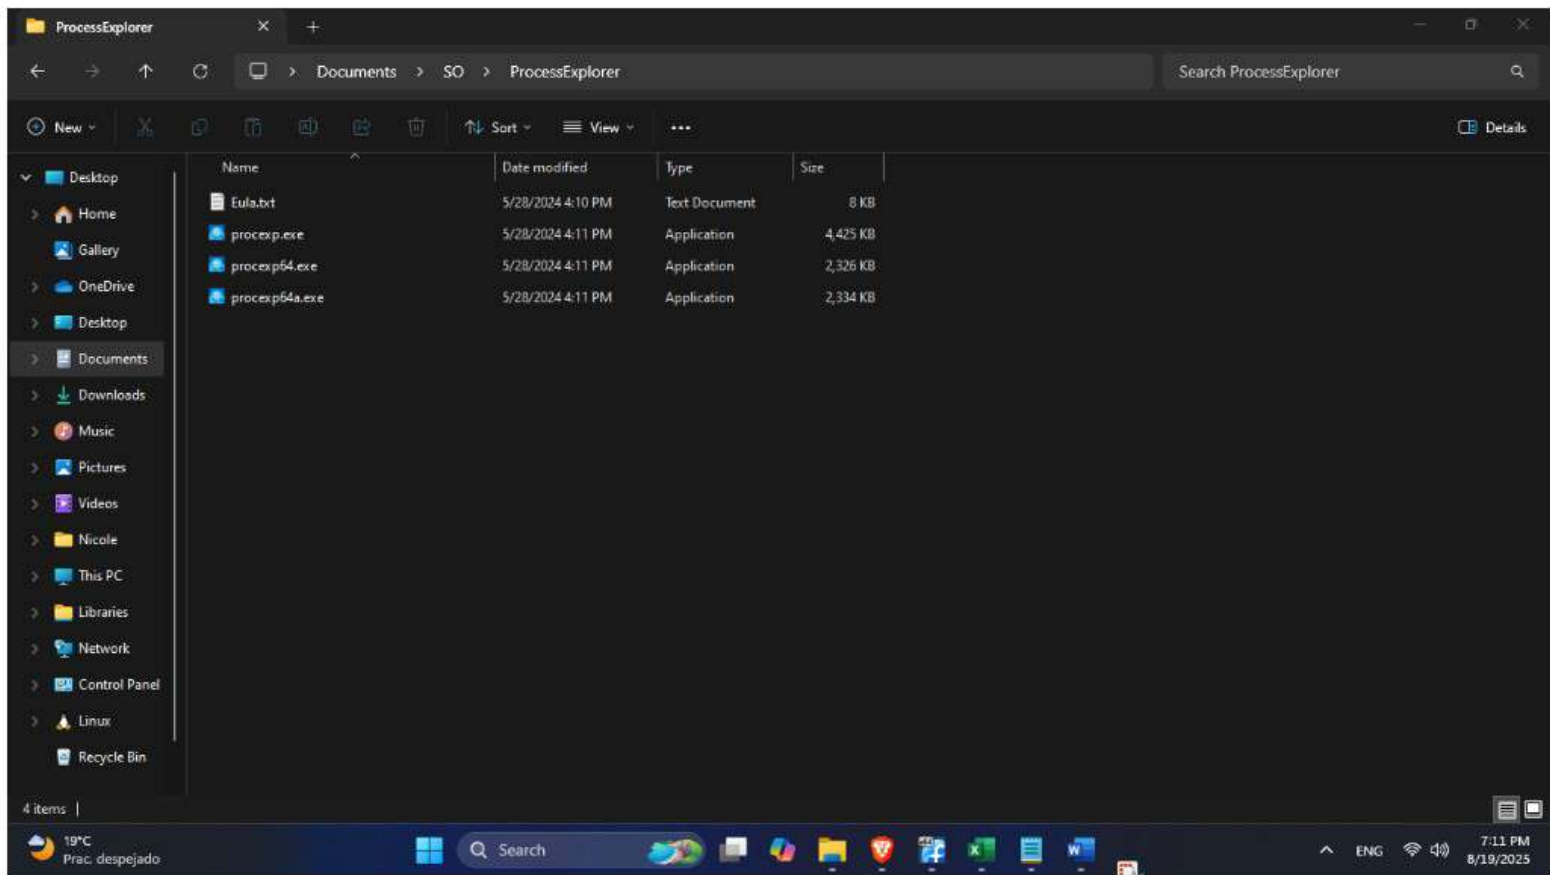 ProcessExplorer
Documents > SO > ProcessExplorer
Search ProcessExplorer
New
Sort
View
Details
Name Date modified Type Size
Eula.txt 5/28/2024 4:10 PM Text Document 8 KB
procexp.exe 5/28/2024 4:11 PM Application 4,425 KB
procexp64.exe 5/28/2024 4:11 PM Application 2,326 KB
procexp64a.exe 5/28/2024 4:11 PM Application 2,334 KB
Desktop
Home
Gallery
OneDrive
Desktop
Documents
Downloads
Music
Pictures
Videos
Nicole
This PC
Libraries
Network
Control Panel
Linux
Recycle Bin
4 items
19°C
Prac. despejado
Search
ENG
7:11 PM
8/19/2025